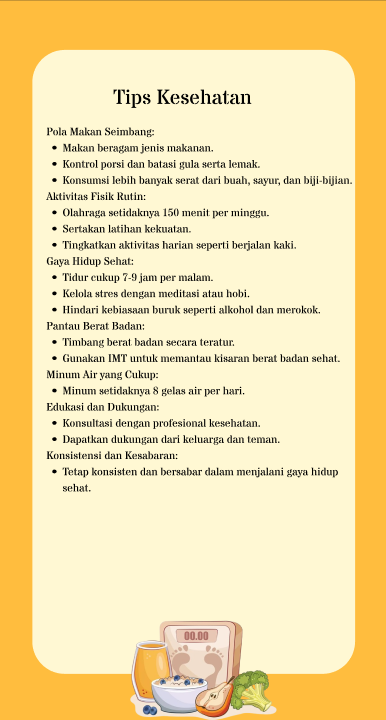 Tips Kesehatan
Pola Makan Seimbang:
• Makan beragam jenis makanan.
• Kontrol porsi dan batasi gula serta lemak.
• Konsumsi lebih banyak serat dari buah, sayur, dan biji-bijian.
Aktivitas Fisik Rutin:
• Olahraga setidaknya 150 menit per minggu.
• Sertakan latihan kekuatan.
• Tingkatkan aktivitas harian seperti berjalan kaki.
Gaya Hidup Sehat:
• Tidur cukup 7-9 jam per malam.
• Kelola stres dengan meditasi atau hobi.
• Hindari kebiasaan buruk seperti alkohol dan merokok.
Pantau Berat Badan:
• Timbang berat badan secara teratur.
• Gunakan IMT untuk memantau kisaran berat badan sehat.
Minum Air yang Cukup:
• Minum setidaknya 8 gelas air per hari.
Edukasi dan Dukungan:
• Konsultasi dengan profesional kesehatan.
• Dapatkan dukungan dari keluarga dan teman.
Konsistensi dan Kesabaran:
• Tetap konsisten dan bersabar dalam menjalani gaya hidup
sehat.
00.00